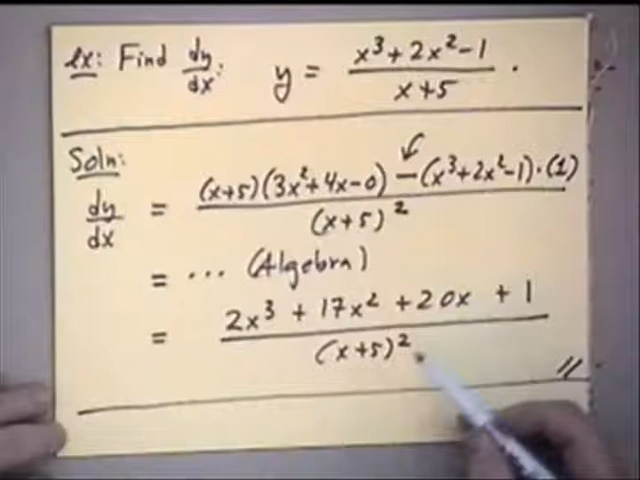 ex: Find dy/dx: y = (x³+2x²-1)/(x+5).
Soln:
dy/dx = ((x+5)(3x²+4x-0) - (x³+2x²-1)·(1))/(x+5)²
= ... (Algebra)
= (2x³ + 17x² + 20x + 1)/(x+5)² //